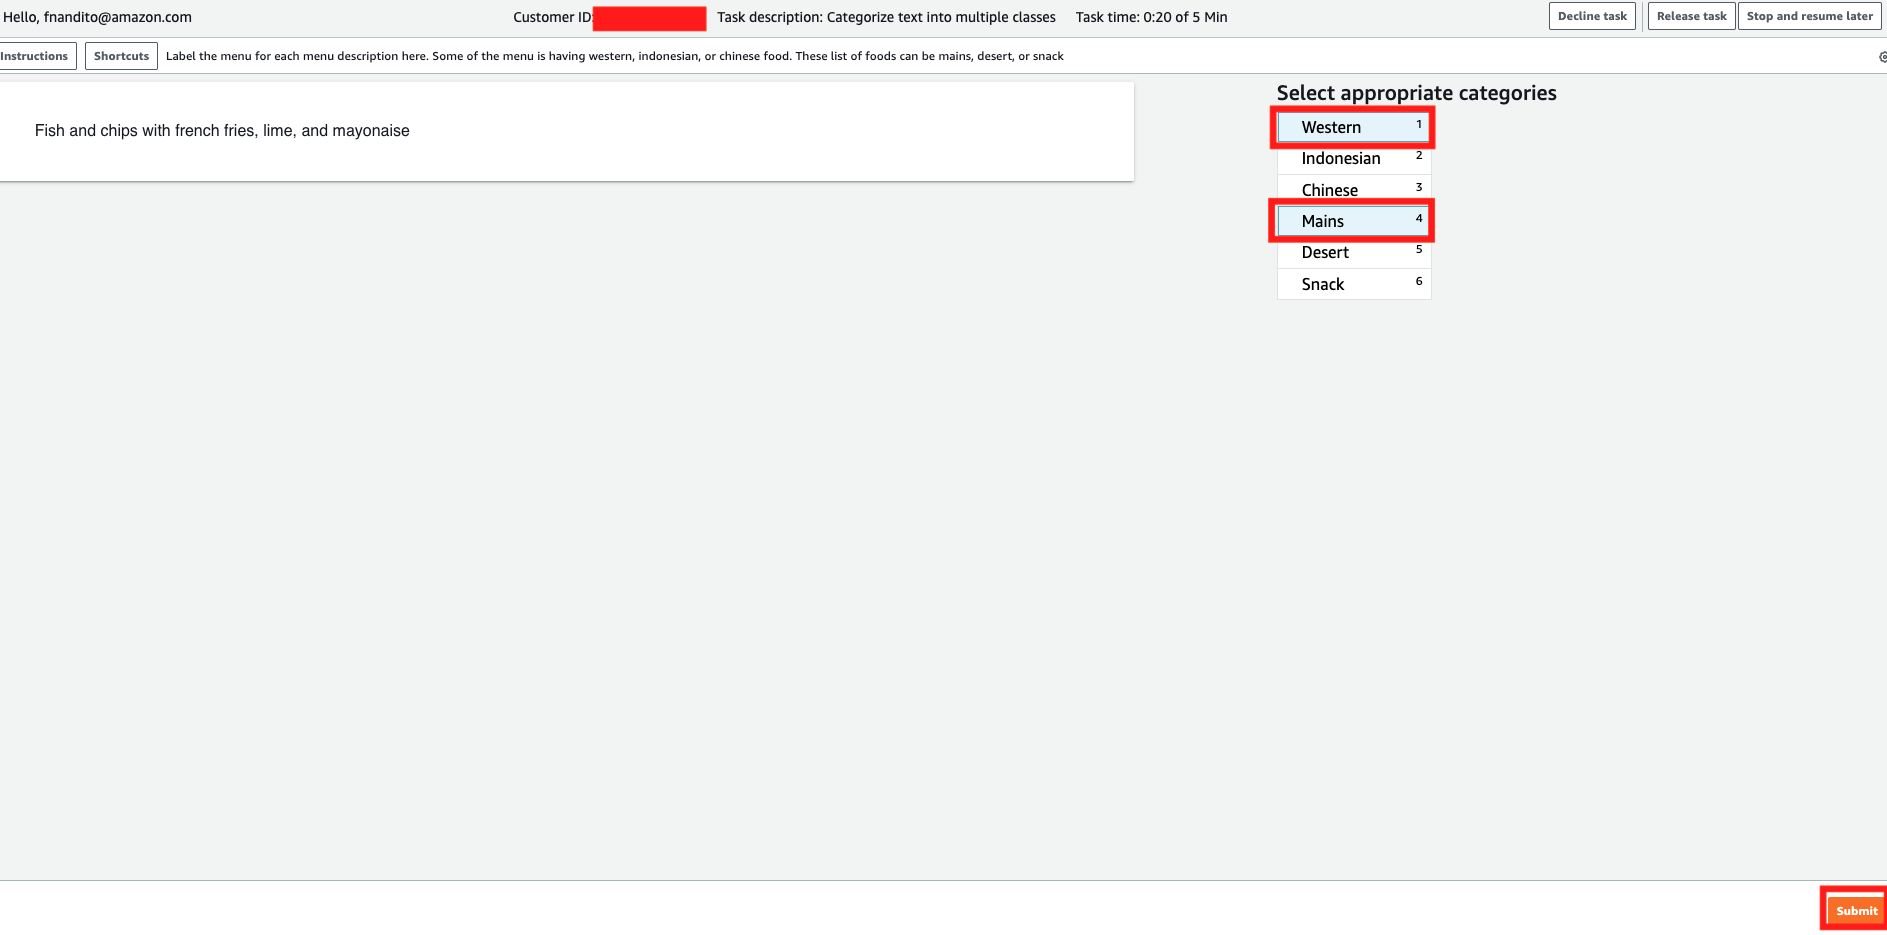 Hello, fnandito@amazon.com
Customer ID:
Task description: Categorize text into multiple classes
Task time: 0:20 of 5 Min
Decline task
Release task
Stop and resume later
Instructions
Shortcuts
Label the menu for each menu description here. Some of the menu is having western, indonesian, or chinese food. These list of foods can be mains, desert, or snack
Fish and chips with french fries, lime, and mayonaise
Select appropriate categories
Western 1
Indonesian 2
Chinese 3
Mains 4
Desert 5
Snack 6
Submit